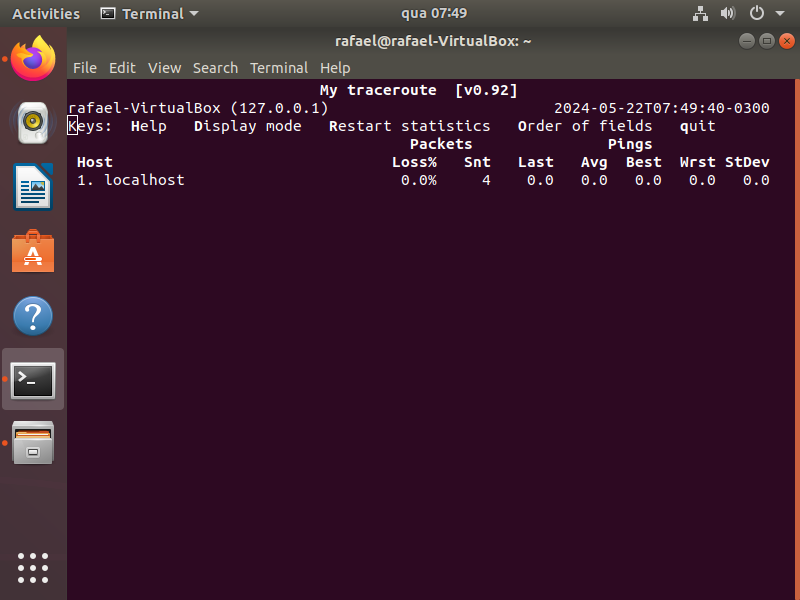 Activities Terminal qua 07:49
rafael@rafael-VirtualBox: ~
File Edit View Search Terminal Help
My traceroute [v0.92]
rafael-VirtualBox (127.0.0.1) 2024-05-22T07:49:40-0300
Keys: Help Display mode Restart statistics Order of fields quit
Packets Pings
Host Loss% Snt Last Avg Best Wrst StDev
1. localhost 0.0% 4 0.0 0.0 0.0 0.0 0.0